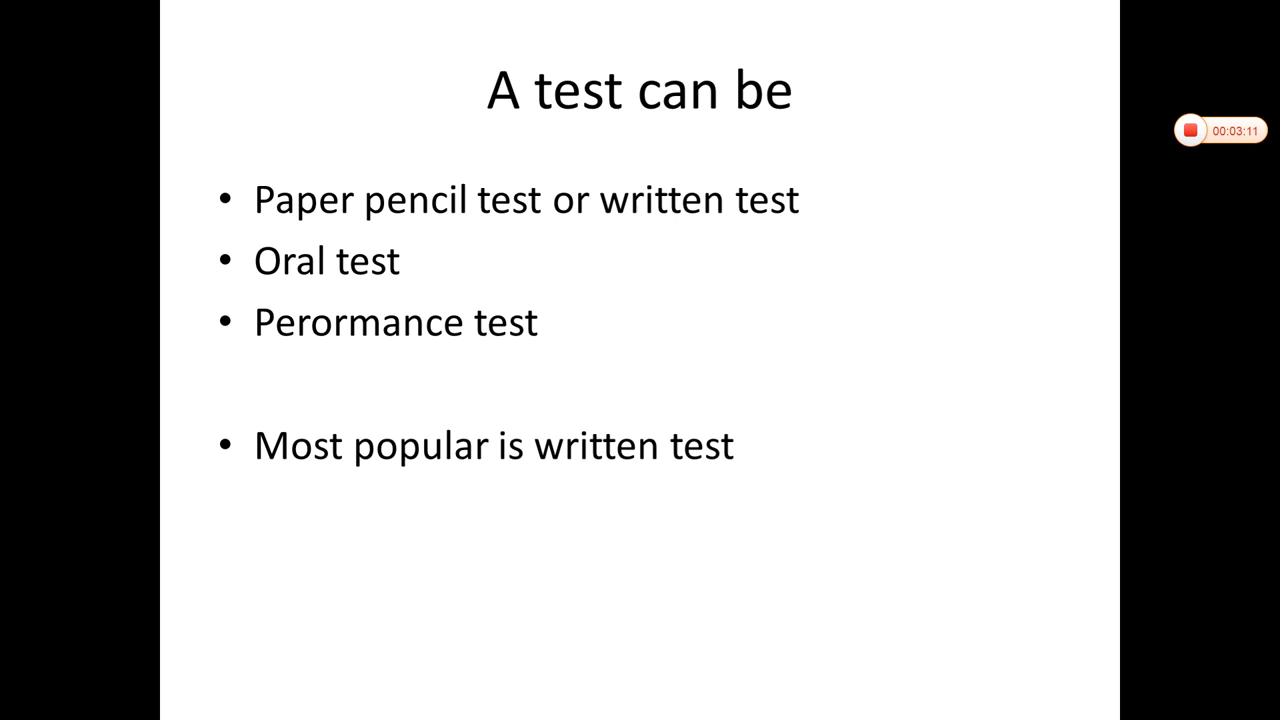 A test can be
• Paper pencil test or written test
• Oral test
• Perormance test
• Most popular is written test
00:03:11